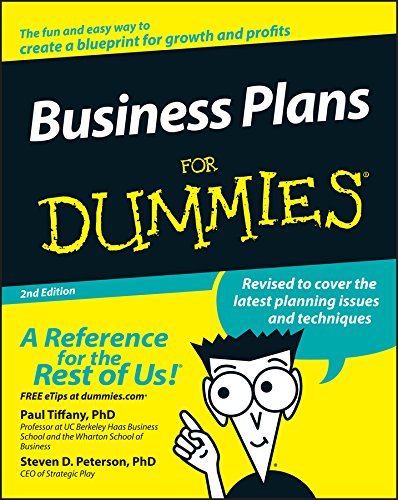 The fun and easy way to
create a blueprint for growth and profits
Business Plans
FOR
DUMMIES®
2nd Edition
Revised to cover the
latest planning issues
and techniques
A Reference
for the
Rest of Us!®
FREE eTips at dummies.com®
Paul Tiffany, PhD
Professor at UC Berkeley Haas Business
School and the Wharton School of
Business
Steven D. Peterson, PhD
CEO of Strategic Play